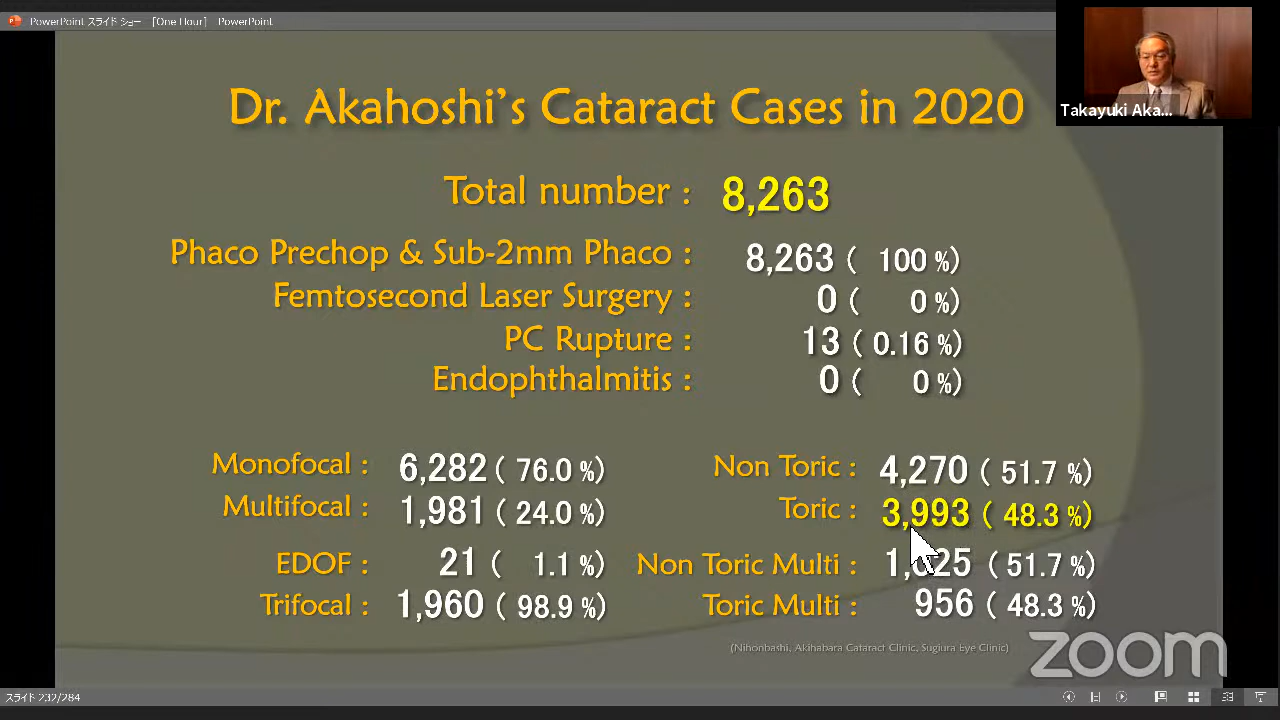 PowerPoint スライド ショー  [One Hour]  PowerPoint
Takayuki Aka...
Dr. Akahoshi's Cataract Cases in 2020
Total number : 8,263
Phaco Prechop & Sub-2mm Phaco : 8,263 ( 100 %)
Femtosecond Laser Surgery : 0 ( 0 %)
PC Rupture : 13 ( 0.16 %)
Endophthalmitis : 0 ( 0 %)
Monofocal : 6,282 ( 76.0 %)
Multifocal : 1,981 ( 24.0 %)
EDOF : 21 ( 1.1 %)
Trifocal : 1,960 ( 98.9 %)
Non Toric : 4,270 ( 51.7 %)
Toric : 3,993 ( 48.3 %)
Non Toric Multi : ( 51.7 %)
Toric Multi : 956 ( 48.3 %)
(Nihonbashi, Akihabara Cataract Clinic, Sugiura Eye Clinic)
zoom
スライド 232/284